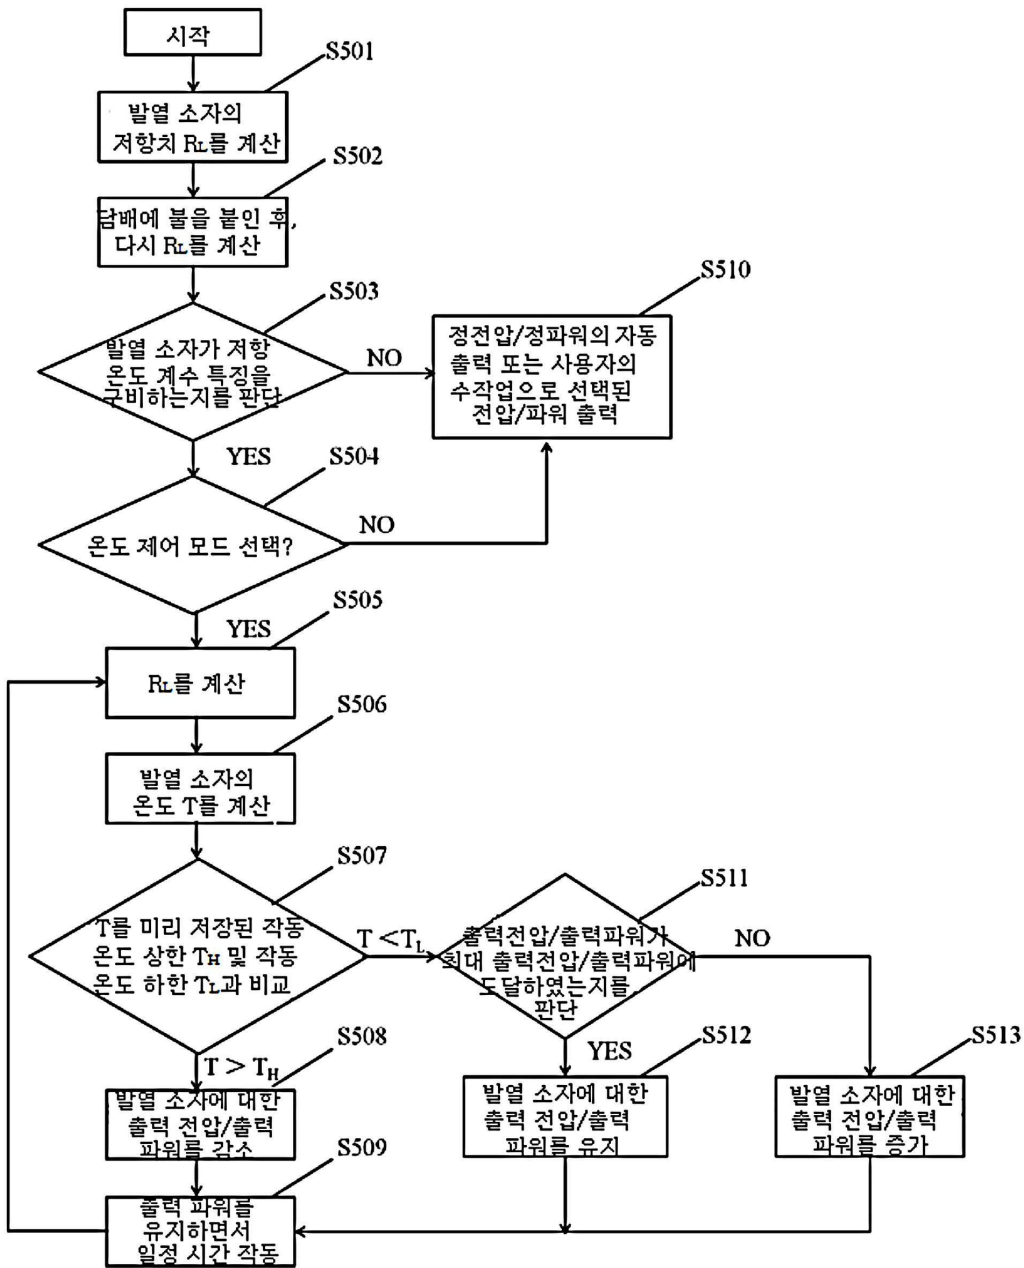 시작
S501
발열 소자의
저항치 RL를 계산
S502
담배에 불을 붙인 후,
다시 RL를 계산
S503
발열 소자가 저항
온도 계수 특징을
구비하는지를 판단
NO
S510
정전압/정파워의 자동
출력 또는 사용자의
수작업으로 선택된
전압/파워 출력
YES
S504
온도 제어 모드 선택?
NO
YES
S505
RL를 계산
S506
발열 소자의
온도 T를 계산
S507
T를 미리 저장된 작동
온도 상한 TH 및 작동
온도 하한 TL과 비교
T<TL
S511
출력전압/출력파워가
최대 출력전압/출력파워에
도달하였는지를
판단
NO
T > TH
S508
발열 소자에 대한
출력 전압/출력
파워를 감소
YES
S512
발열 소자에 대한
출력 전압/출력
파워를 유지
S513
발열 소자에 대한
출력 전압/출력
파워를 증가
S509
출력 파워를
유지하면서
일정 시간 작동